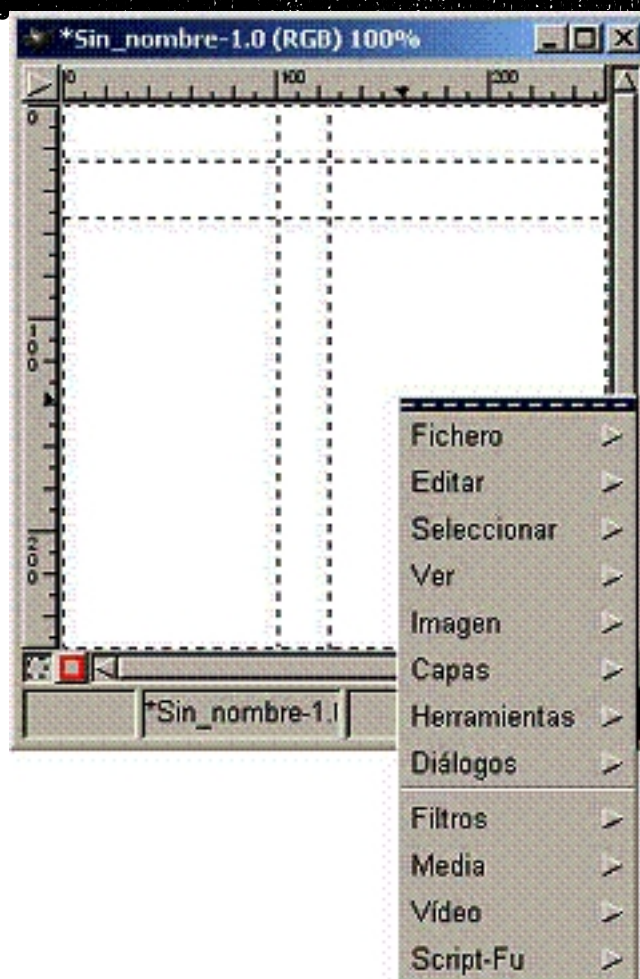 *Sin_nombre-1.0 (RGB) 100%
0 100 200
0
100
200
*Sin_nombre-1.
Fichero
Editar
Seleccionar
Ver
Imagen
Capas
Herramientas
Diálogos
Filtros
Media
Vídeo
Script-Fu